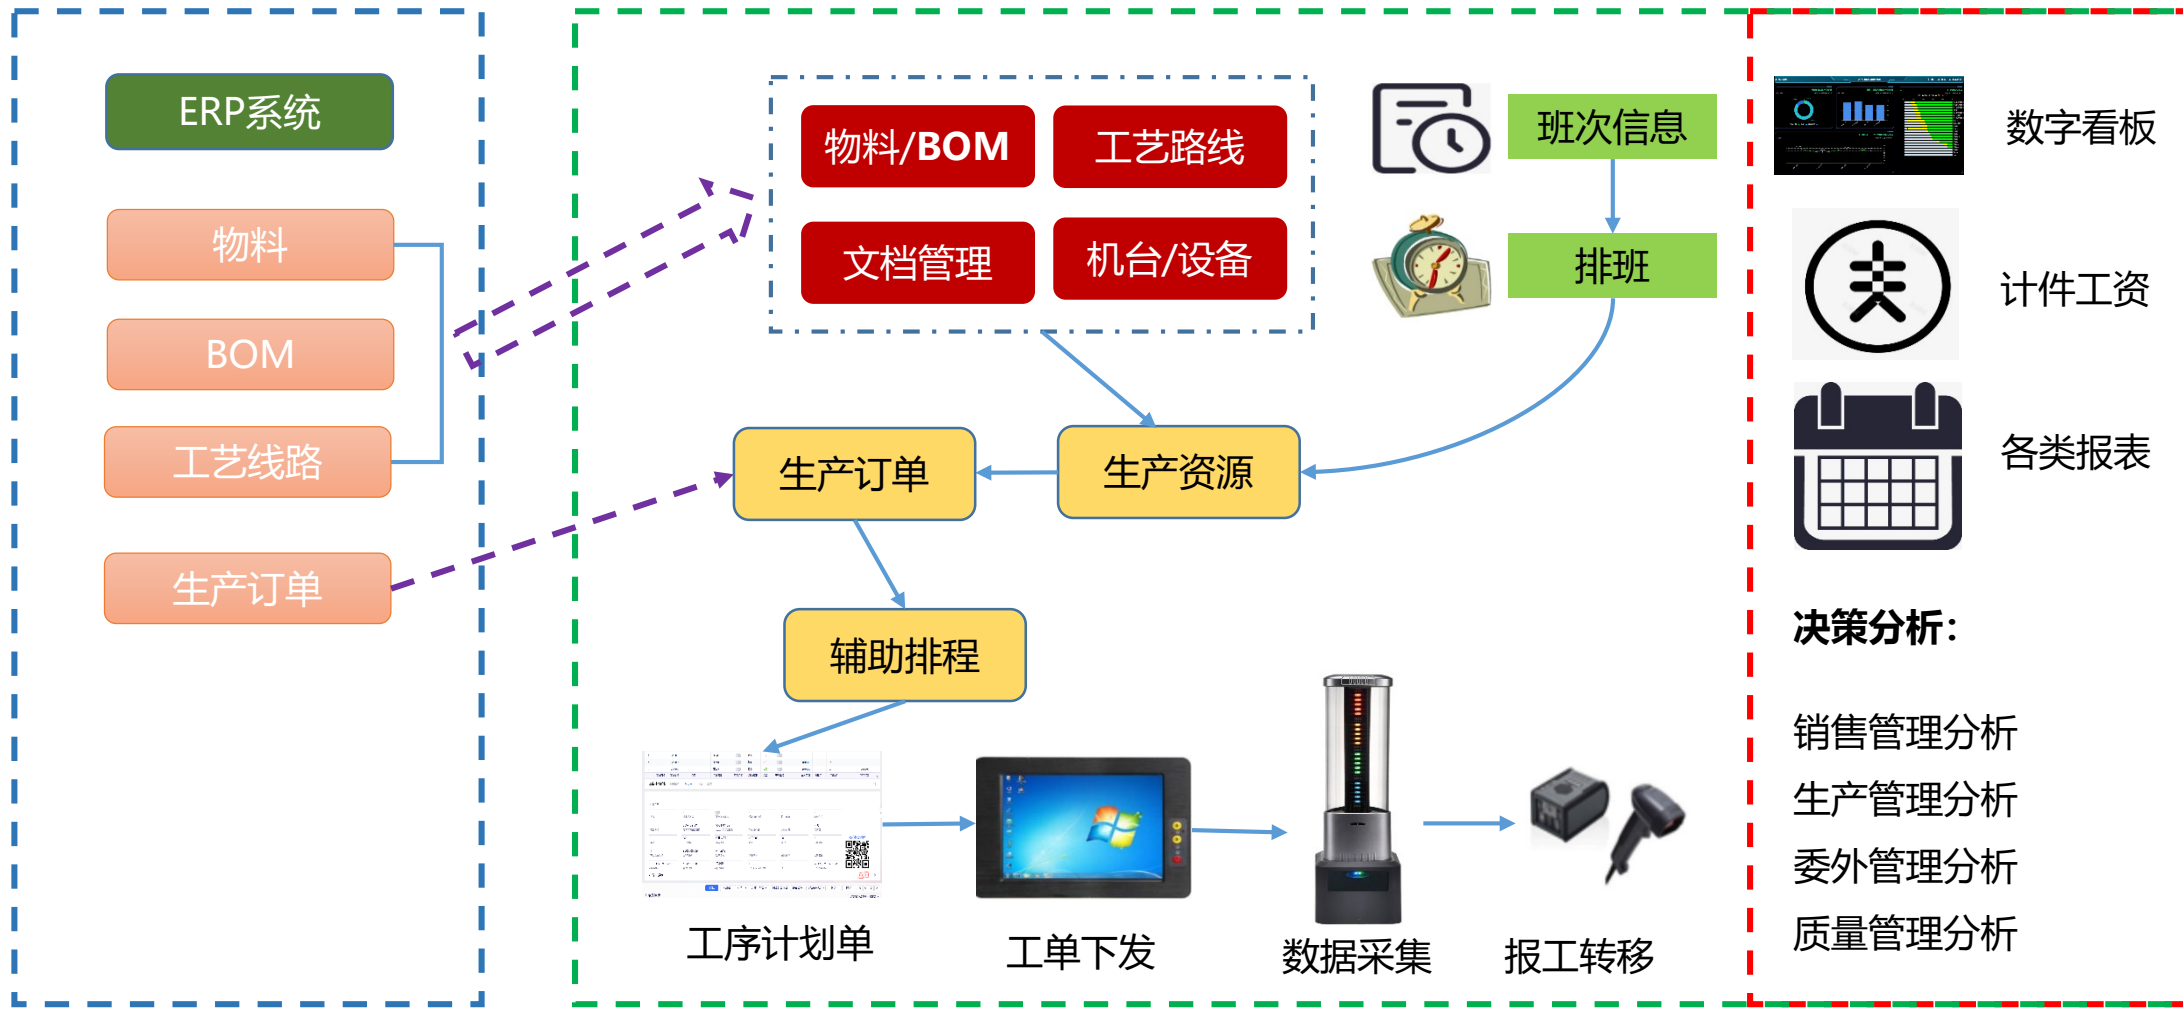 ERP系统
物料
BOM
工艺线路
生产订单
物料/BOM
工艺路线
文档管理
机台/设备
班次信息
排班
生产订单
生产资源
辅助排程
工序计划单
工单下发
数据采集
报工转移
数字看板
计件工资
各类报表
决策分析：
销售管理分析
生产管理分析
委外管理分析
质量管理分析